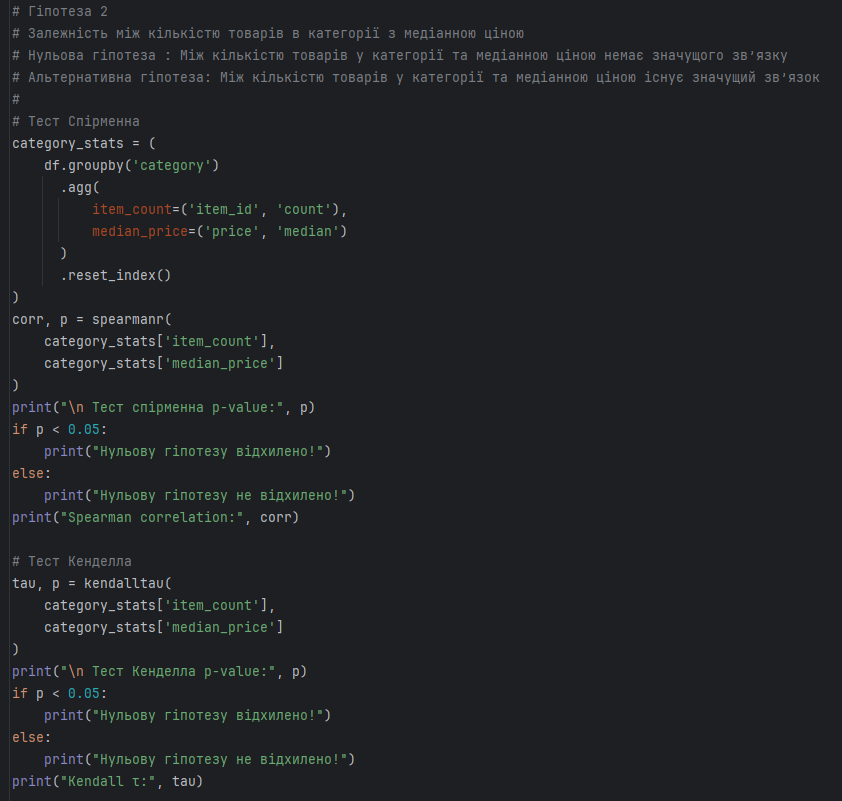 # Гіпотеза 2
# Залежність між кількістю товарів в категорії з медіанною ціною
# Нульова гіпотеза : Між кількістю товарів у категорії та медіанною ціною немає значущого зв’язку
# Альтернативна гіпотеза: Між кількістю товарів у категорії та медіанною ціною існує значущий зв’язок
#
# Тест Спірменна
category_stats = (
    df.groupby('category')
      .agg(
          item_count=('item_id', 'count'),
          median_price=('price', 'median')
      )
      .reset_index()
)
corr, p = spearmanr(
    category_stats['item_count'],
    category_stats['median_price']
)
print("\n Тест спірменна p-value:", p)
if p < 0.05:
    print("Нульову гіпотезу відхилено!")
else:
    print("Нульову гіпотезу не відхилено!")
print("Spearman correlation:", corr)

# Тест Кенделла
tau, p = kendalltau(
    category_stats['item_count'],
    category_stats['median_price']
)
print("\n Тест Кенделла p-value:", p)
if p < 0.05:
    print("Нульову гіпотезу відхилено!")
else:
    print("Нульову гіпотезу не відхилено!")
print("Kendall τ:", tau)